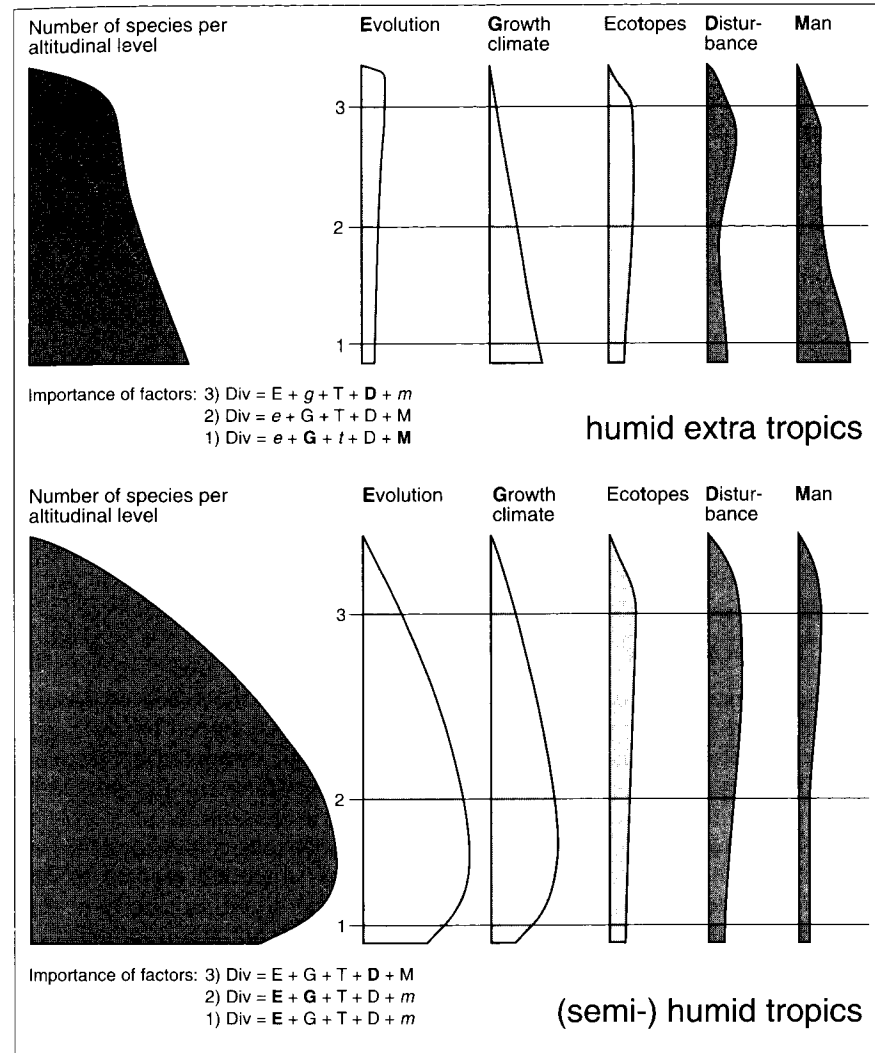 Number of species per
altitudinal level
Evolution
Growth
climate
Ecotopes
Distur-
bance
Man
3
2
1
Importance of factors: 3) Div = E + g + T + D + m
2) Div = e + G + T + D + M
1) Div = e + G + t + D + M
humid extra tropics
Number of species per
altitudinal level
Evolution
Growth
climate
Ecotopes
Distur-
bance
Man
3
2
1
Importance of factors: 3) Div = E + G + T + D + M
2) Div = E + G + T + D + m
1) Div = E + G + T + D + m
(semi-) humid tropics